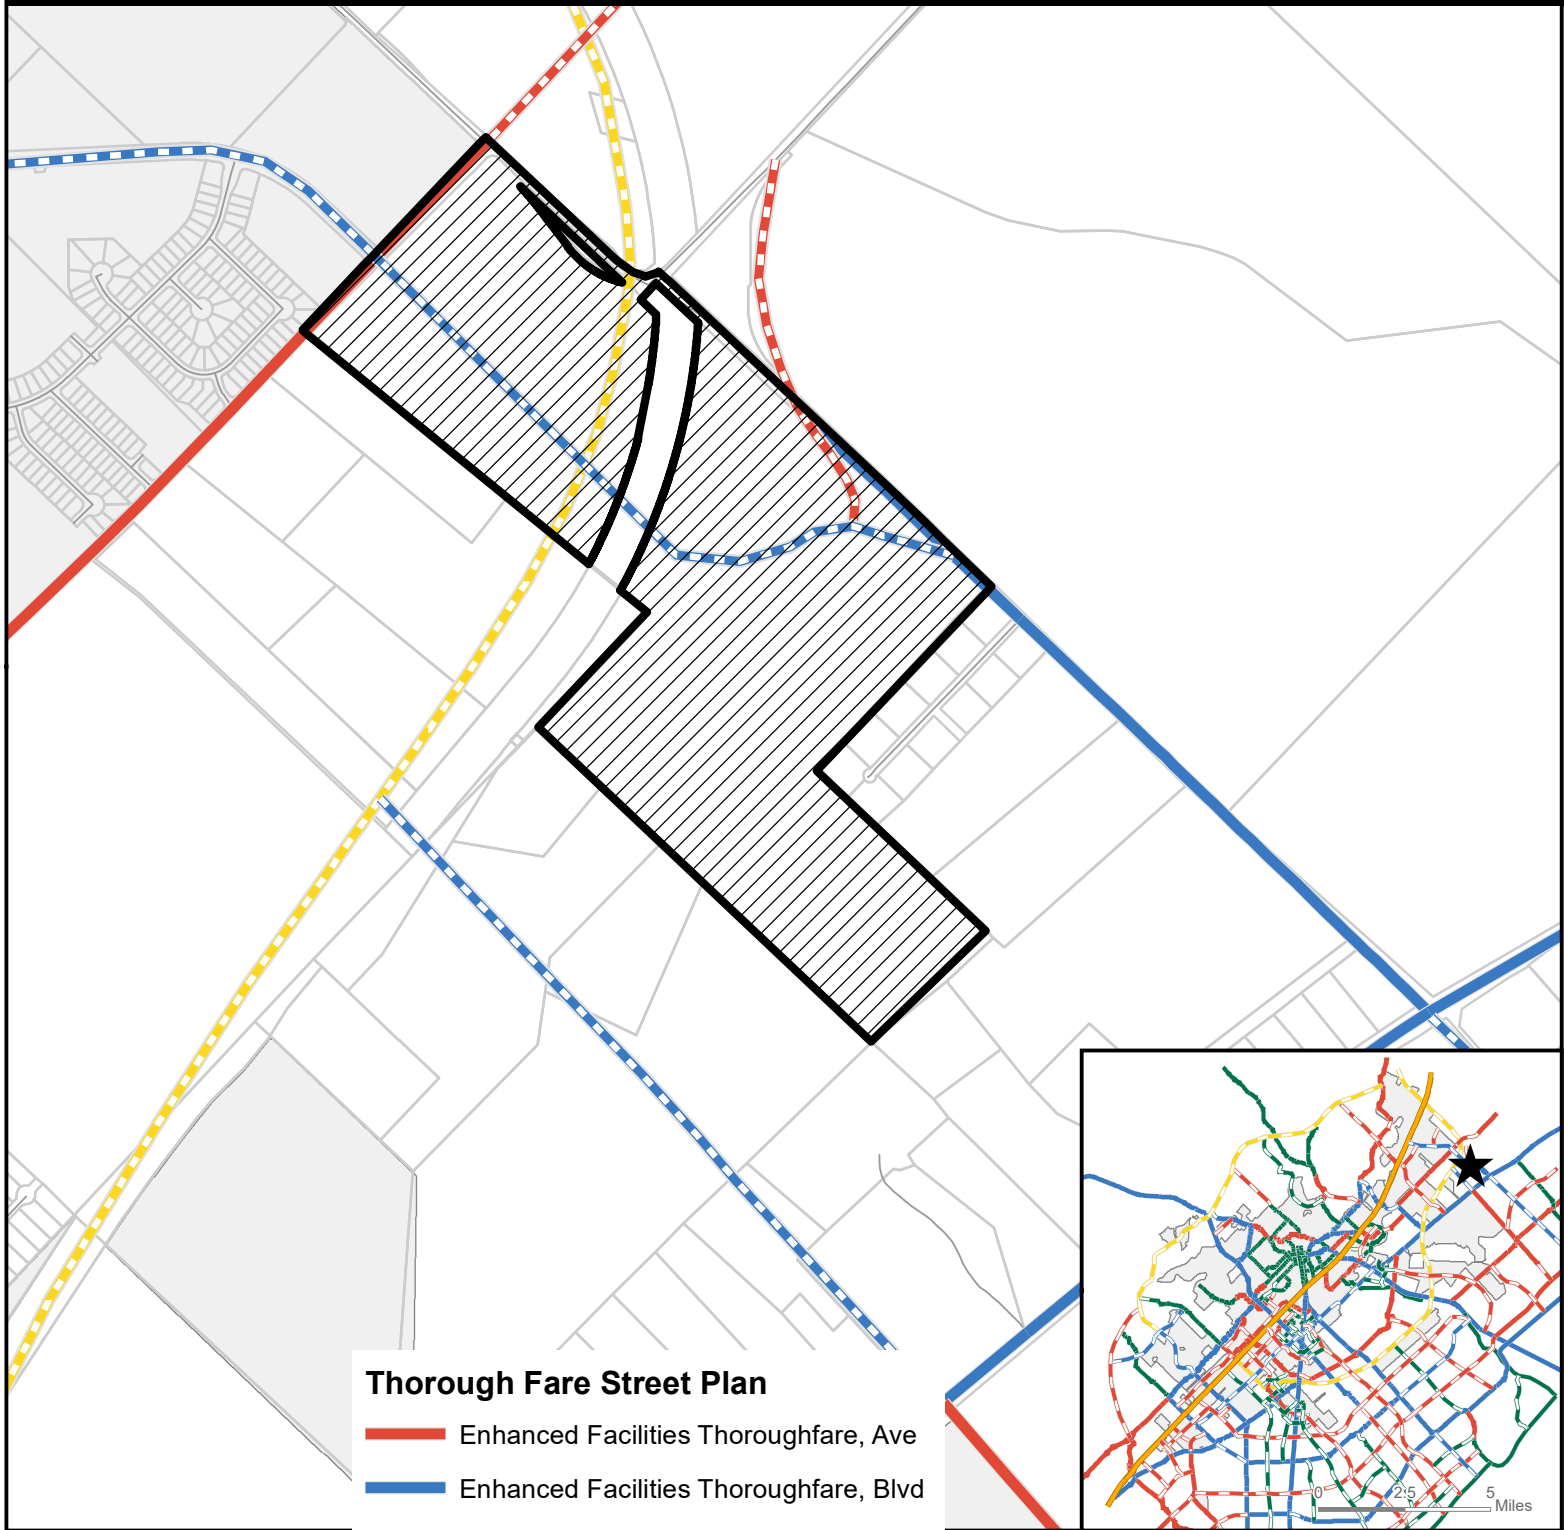 Thorough Fare Street Plan
Enhanced Facilities Thoroughfare, Ave
Enhanced Facilities Thoroughfare, Blvd
0 2.5 5
Miles